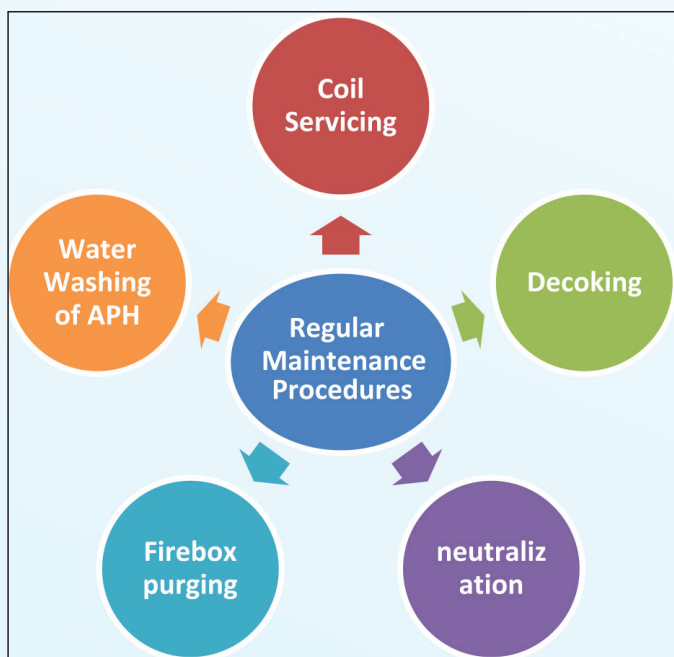 Coil
Servicing
Water
Washing
of APH
Decoking
Regular
Maintenance
Procedures
Firebox
purging
neutraliz
ation